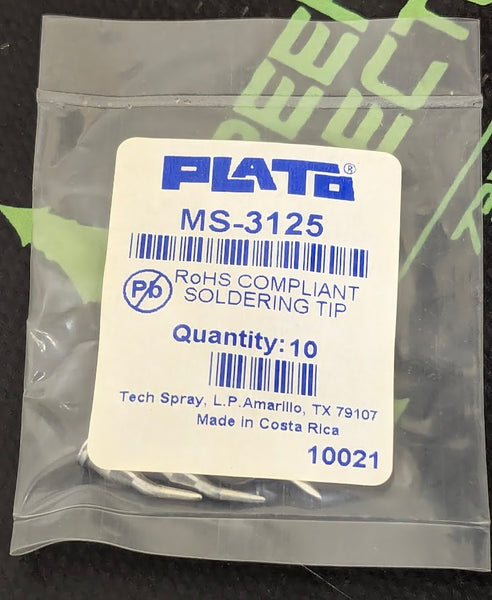 PLATO®
MS-3125
Pb
RoHS COMPLIANT
SOLDERING TIP
Quantity: 10
Tech Spray, L.P. Amarillo, TX 79107
Made in Costa Rica
10021